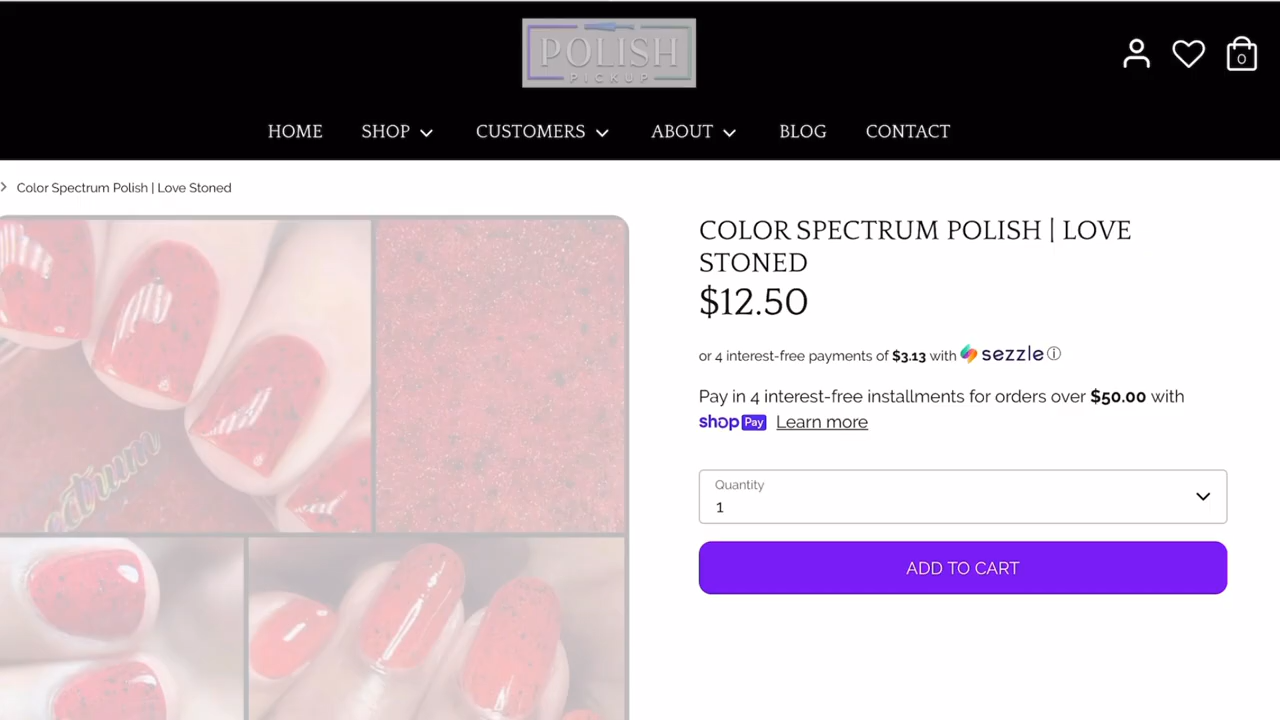 POLISH
PICKUP
0
HOME SHOP CUSTOMERS ABOUT BLOG CONTACT
Color Spectrum Polish | Love Stoned
COLOR SPECTRUM POLISH | LOVE
STONED
$12.50
or 4 interest-free payments of $3.13 with sezzle
Pay in 4 interest-free installments for orders over $50.00 with
shop Pay Learn more
Quantity
1
ADD TO CART
ectrum